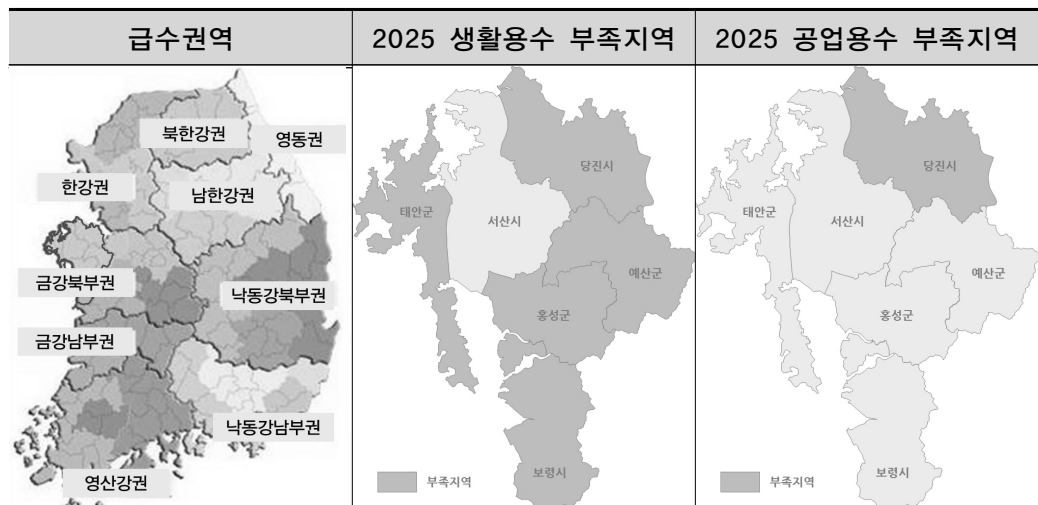 급수권역
2025 생활용수 부족지역
2025 공업용수 부족지역
북한강권
영동권
한강권
남한강권
금강북부권
낙동강북부권
금강남부권
낙동강남부권
영산강권
당진시
태안군
서산시
예산군
홍성군
보령시
부족지역
당진시
태안군
서산시
예산군
홍성군
보령시
부족지역